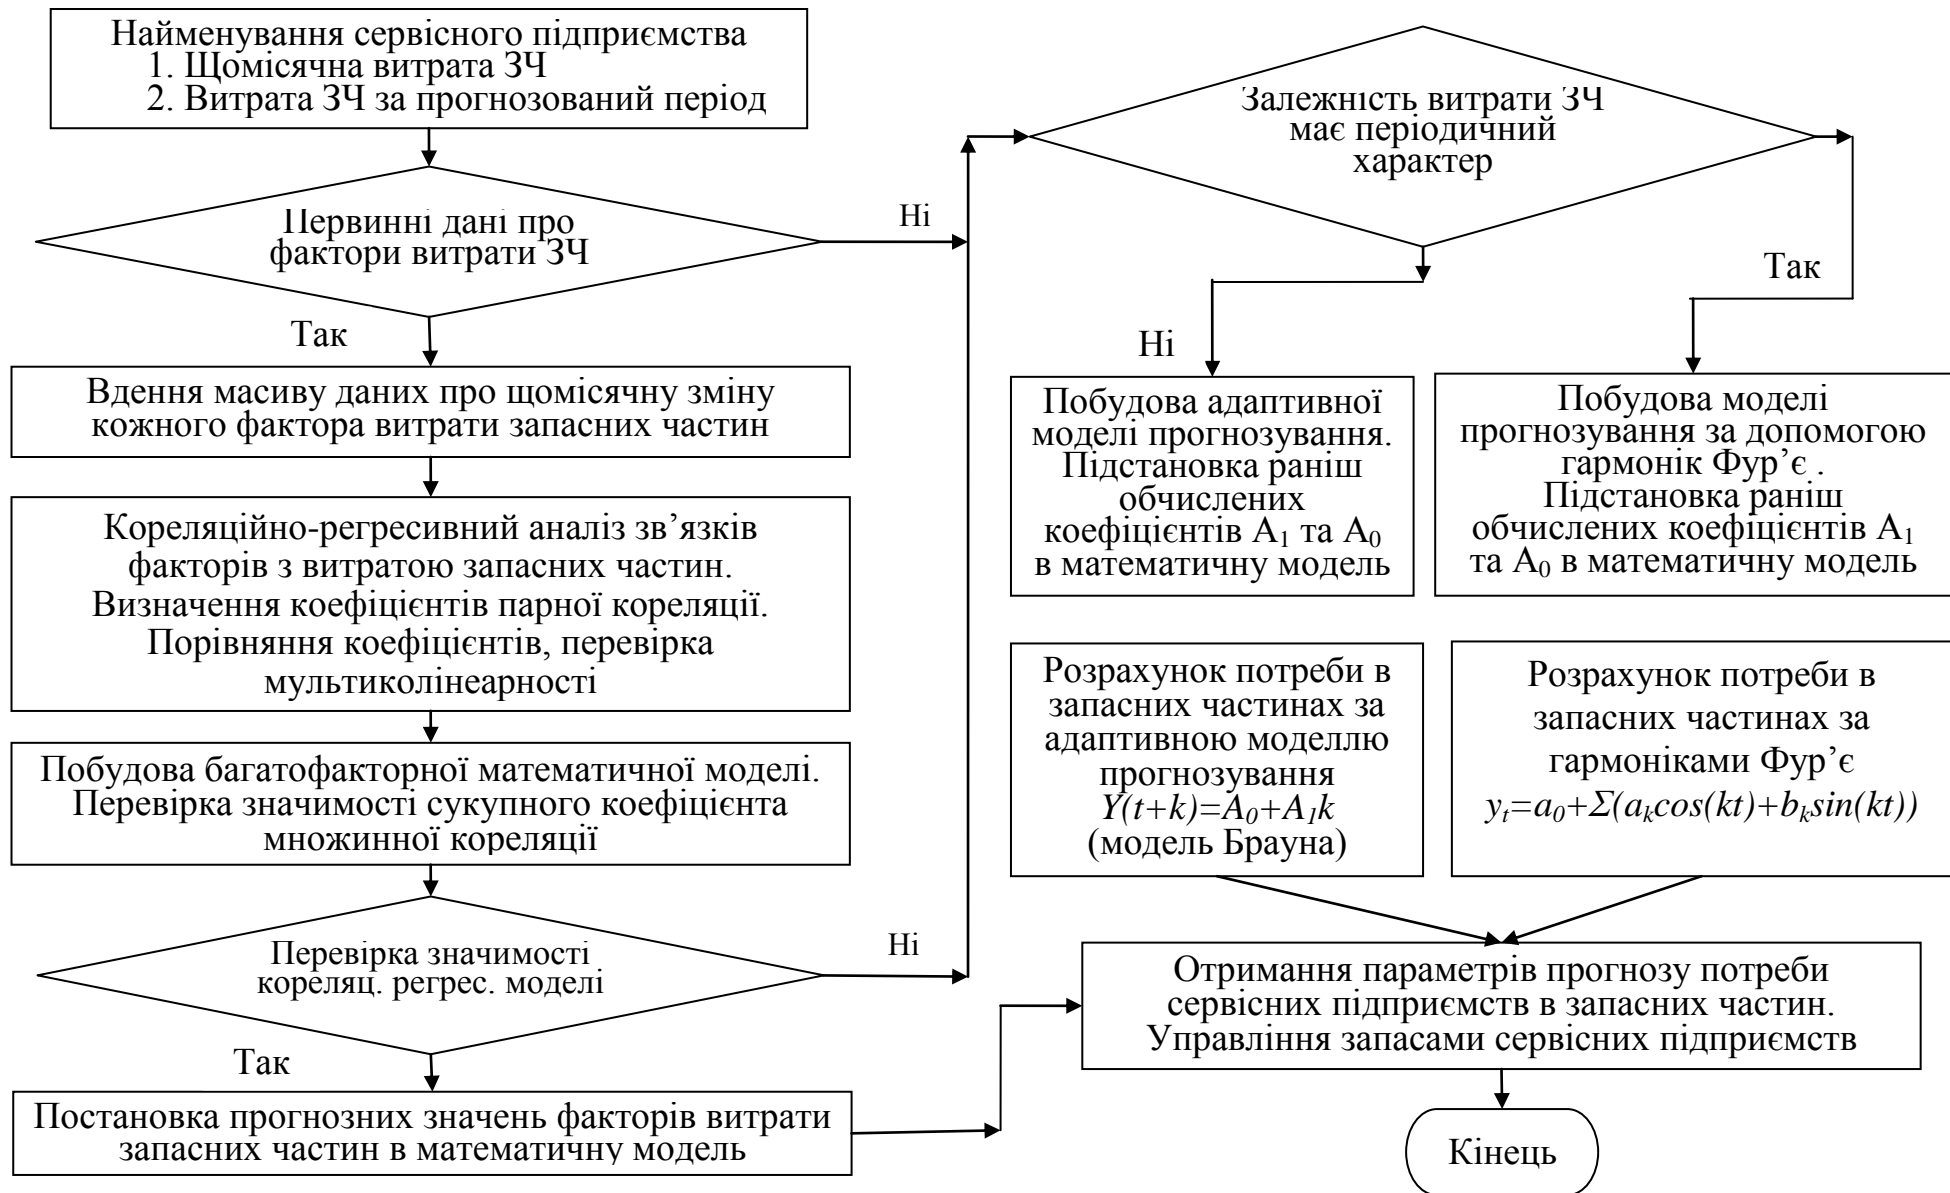 Найменування сервісного підприємства
1. Щомісячна витрата ЗЧ
2. Витрата ЗЧ за прогнозований період
Первинні дані про
фактори витрати ЗЧ
Ні
Так
Вдення масиву даних про щомісячну зміну
кожного фактора витрати запасних частин
Кореляційно-регресивний аналіз зв’язків
факторів з витратою запасних частин.
Визначення коефіцієнтів парної кореляції.
Порівняння коефіцієнтів, перевірка
мультиколінеарності
Побудова багатофакторної математичної моделі.
Перевірка значимості сукупного коефіцієнта
множинної кореляції
Перевірка значимості
кореляц. регрес. моделі
Ні
Так
Постановка прогнозних значень факторів витрати
запасних частин в математичну модель
Залежність витрати ЗЧ
має періодичний
характер
Так
Ні
Побудова адаптивної
моделі прогнозування.
Підстановка раніш
обчислених
коефіцієнтів A₁ та A₀
в математичну модель
Побудова моделі
прогнозування за допомогою
гармонік Фур’є .
Підстановка раніш
обчислених коефіцієнтів A₁
та A₀ в математичну модель
Розрахунок потреби в
запасних частинах за
адаптивною моделлю
прогнозування
Y(t+k)=A₀+A₁k
(модель Брауна)
Розрахунок потреби в
запасних частинах за
гармоніками Фур’є
yₜ=a₀+Σ(aₖcos(kt)+bₖsin(kt))
Отримання параметрів прогнозу потреби
сервісних підприємств в запасних частин.
Управління запасами сервісних підприємств
Кінець